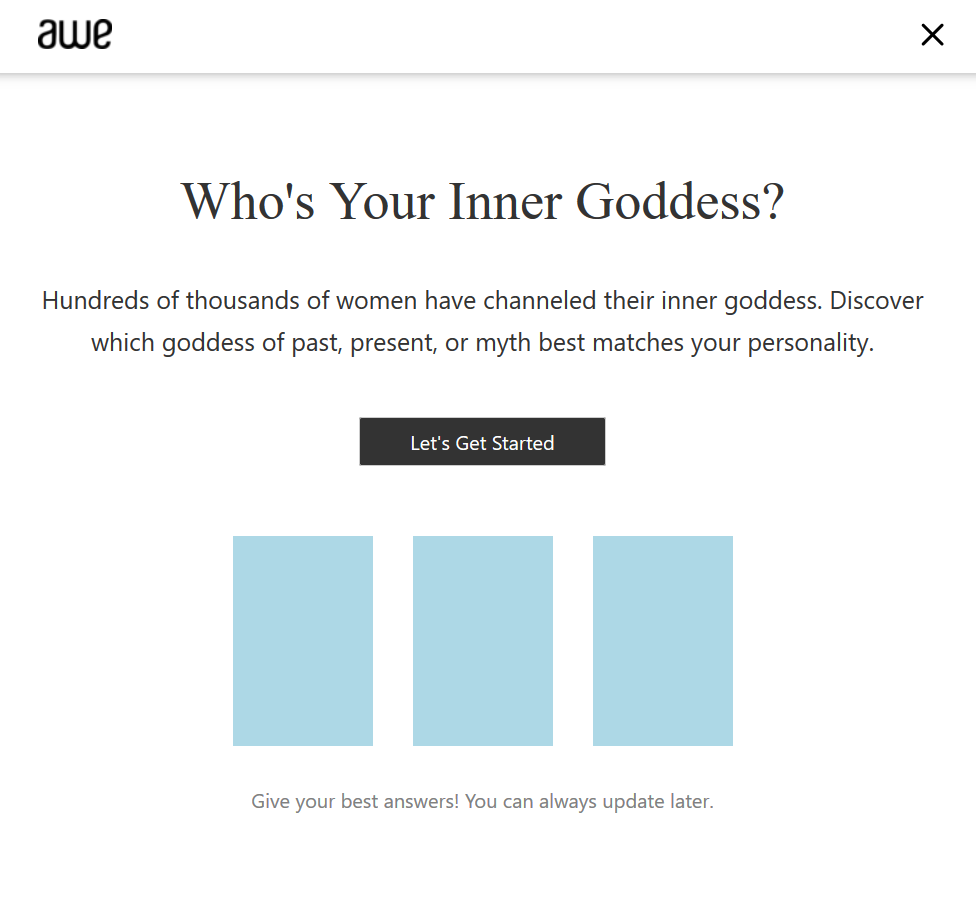 awe
Who's Your Inner Goddess?
Hundreds of thousands of women have channeled their inner goddess. Discover
which goddess of past, present, or myth best matches your personality.
Let's Get Started
Give your best answers! You can always update later.